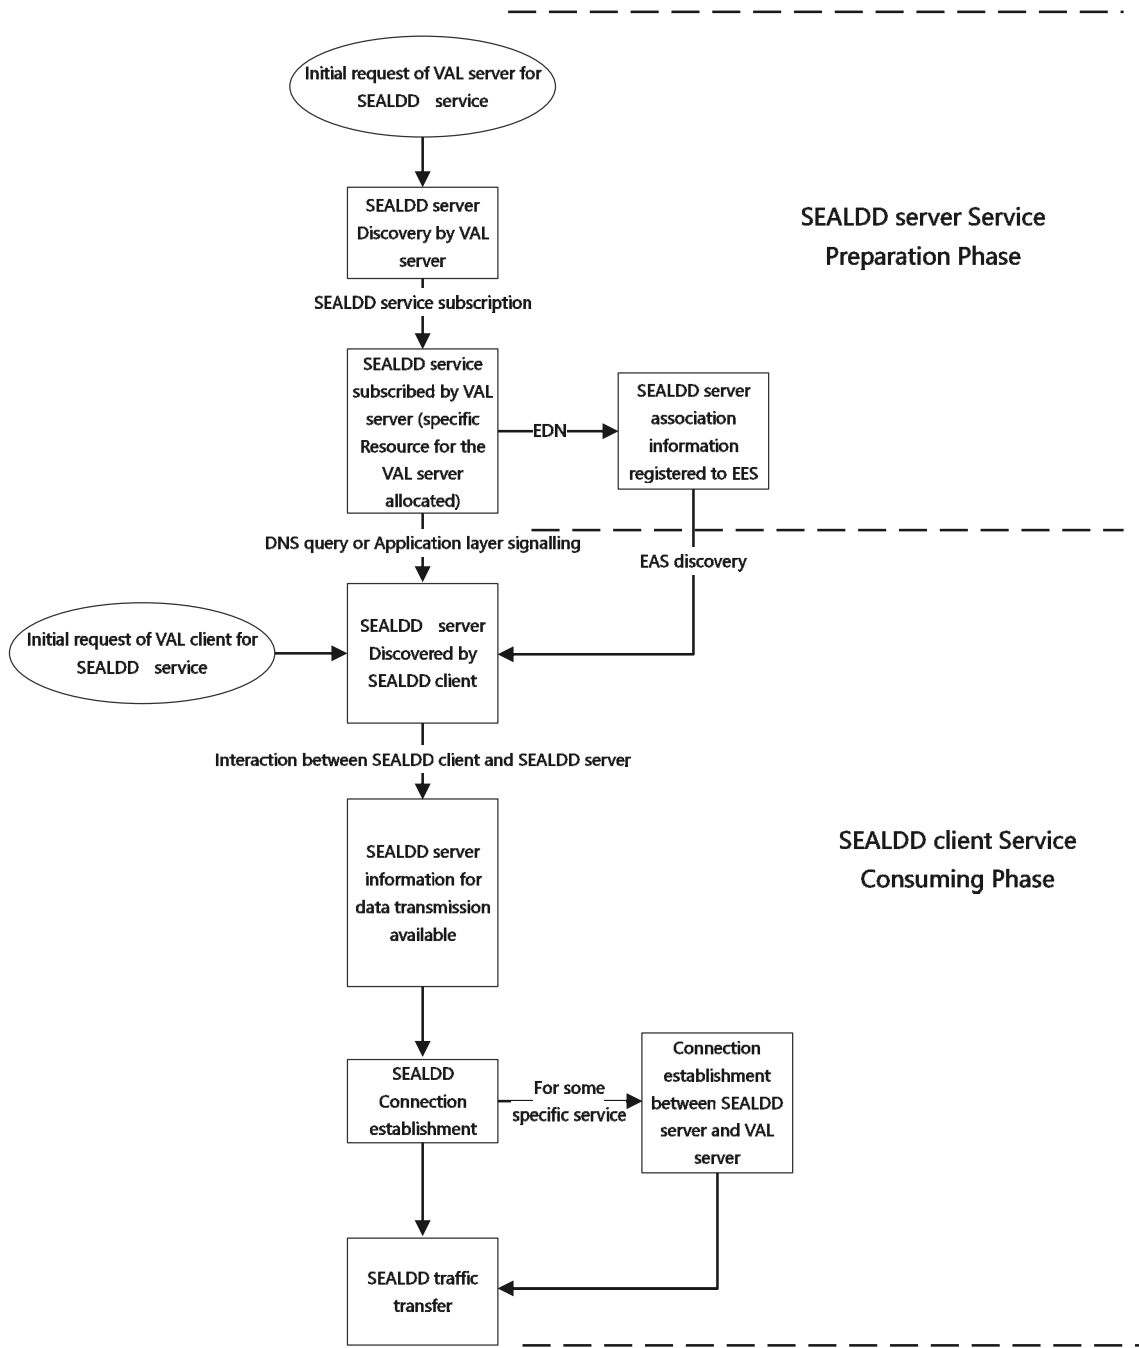 Initial request of VAL server for
SEALDD service
SEALDD server
Discovery by VAL
server
SEALDD server Service
Preparation Phase
SEALDD service subscription
SEALDD service
subscribed by VAL
server (specific
Resource for the
VAL server
allocated)
EDN
SEALDD server
association
information
registered to EES
DNS query or Application layer signalling
EAS discovery
Initial request of VAL client for
SEALDD service
SEALDD server
Discovered by
SEALDD client
Interaction between SEALDD client and SEALDD server
SEALDD client Service
Consuming Phase
SEALDD server
information for
data transmission
available
SEALDD
Connection
establishment
For some
specific service
Connection
establishment
between SEALDD
server and VAL
server
SEALDD traffic
transfer